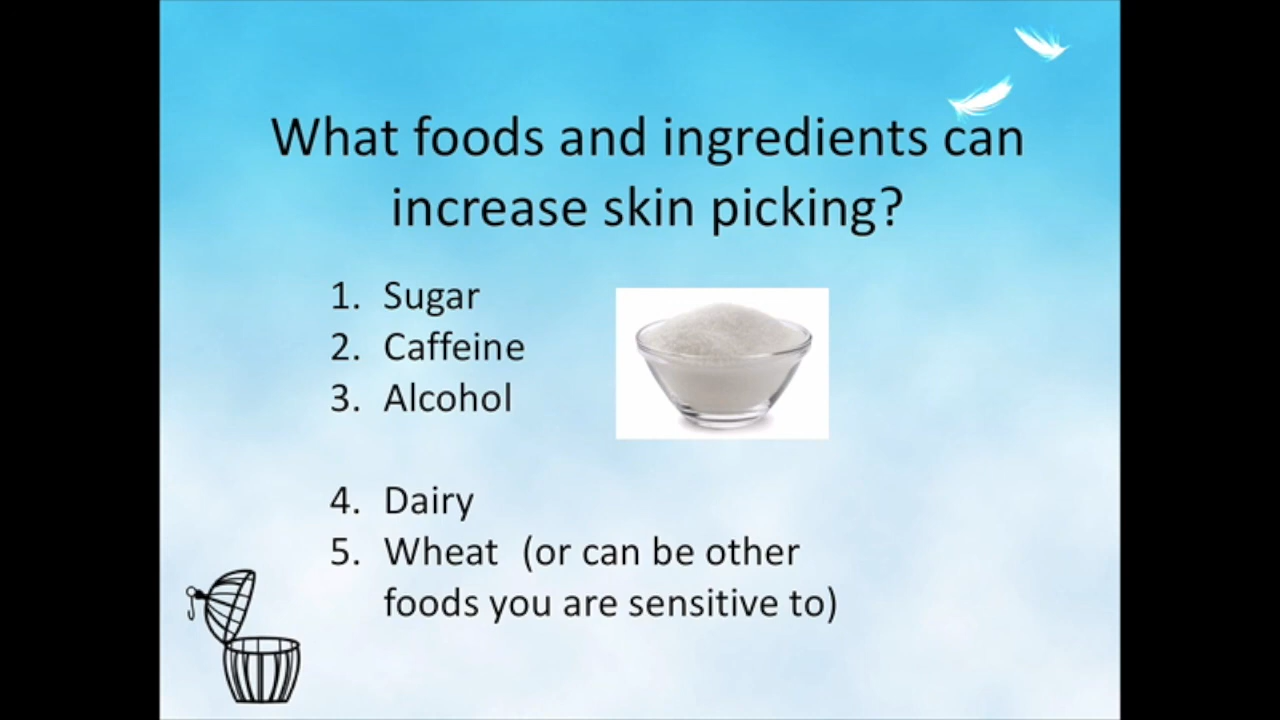 What foods and ingredients can
increase skin picking?
1. Sugar
2. Caffeine
3. Alcohol
4. Dairy
5. Wheat (or can be other
foods you are sensitive to)